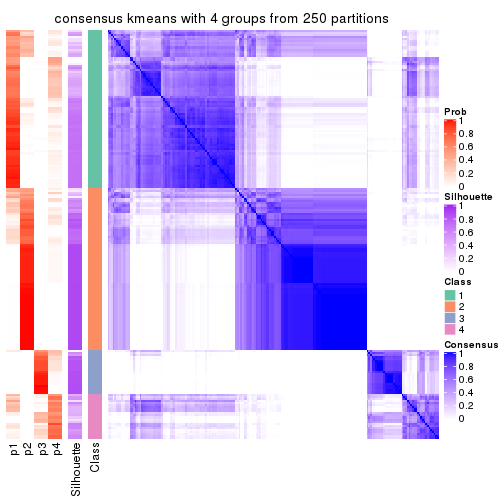 consensus kmeans with 4 groups from 250 partitions
Prob
1
0.8
0.6
0.4
0.2
0
Silhouette
1
0.8
0.6
0.4
0.2
0
Class
1
2
3
4
Consensus
1
0.8
0.6
0.4
0.2
0
p1
p2
p3
p4
Silhouette
Class